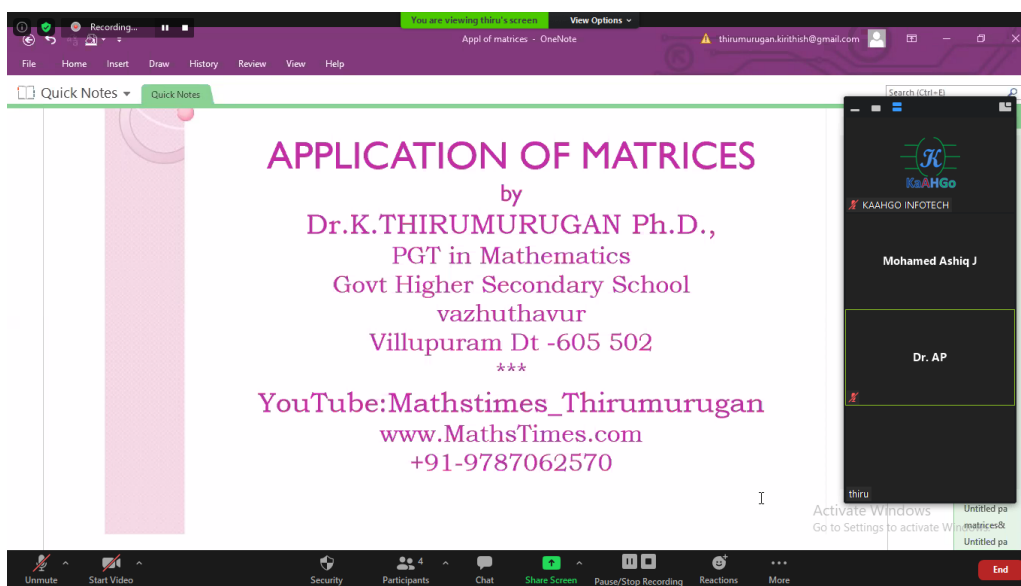 Recording...
You are viewing thiru's screen
View Options
Appl of matrices - OneNote
thirumurugan.kirithish@gmail.com
File Home Insert Draw History Review View Help
Quick Notes
Quick Notes
Search (Ctrl+E)
APPLICATION OF MATRICES
by
Dr.K.THIRUMURUGAN Ph.D.,
PGT in Mathematics
Govt Higher Secondary School
vazhuthavur
Villupuram Dt -605 502
***
YouTube:Mathstimes_Thirumurugan
www.MathsTimes.com
+91-9787062570
K
KaAHGo
KAAHGO INFOTECH
Mohamed Ashiq J
Dr. AP
thiru
Activate Windows
Go to Settings to activate Windows
Untitled pa
matrices&
Untitled pa
Unmute Start Video Security Participants 4 Chat Share Screen Pause/Stop Recording Reactions More End